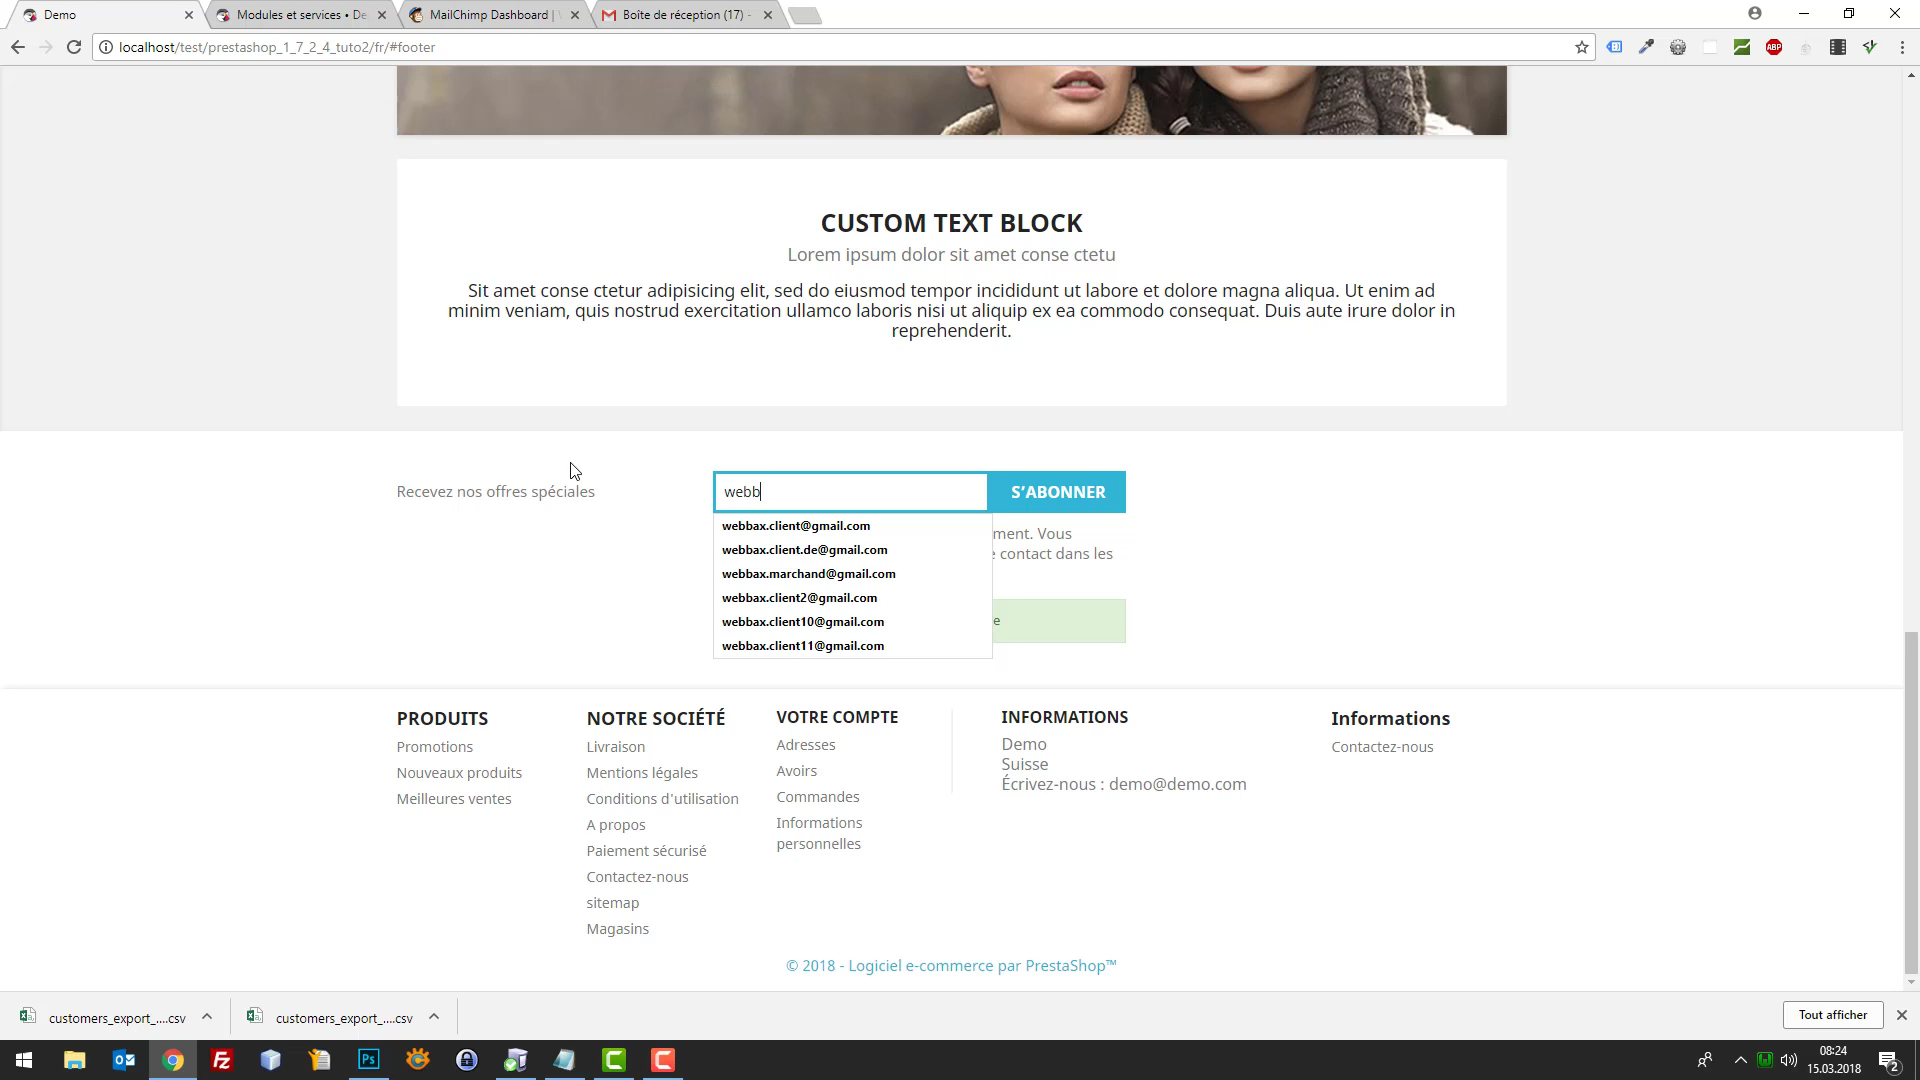 Demo
Modules et services • De
MailChimp Dashboard |
Boîte de réception (17) -
localhost/test/prestashop_1_7_2_4_tuto2/fr/#footer
ABP
CUSTOM TEXT BLOCK
Lorem ipsum dolor sit amet conse ctetu
Sit amet conse ctetur adipisicing elit, sed do eiusmod tempor incididunt ut labore et dolore magna aliqua. Ut enim ad
minim veniam, quis nostrud exercitation ullamco laboris nisi ut aliquip ex ea commodo consequat. Duis aute irure dolor in
reprehenderit.
Recevez nos offres spéciales
webb
S'ABONNER
webbax.client@gmail.com
webbax.client.de@gmail.com
webbax.marchand@gmail.com
webbax.client2@gmail.com
webbax.client10@gmail.com
webbax.client11@gmail.com
ment. Vous
e contact dans les
e
PRODUITS
Promotions
Nouveaux produits
Meilleures ventes
NOTRE SOCIÉTÉ
Livraison
Mentions légales
Conditions d'utilisation
A propos
Paiement sécurisé
Contactez-nous
sitemap
Magasins
VOTRE COMPTE
Adresses
Avoirs
Commandes
Informations
personnelles
INFORMATIONS
Demo
Suisse
Écrivez-nous : demo@demo.com
Informations
Contactez-nous
© 2018 - Logiciel e-commerce par PrestaShop™
customers_export_....csv
customers_export_....csv
Tout afficher
Ps
08:24
15.03.2018
2